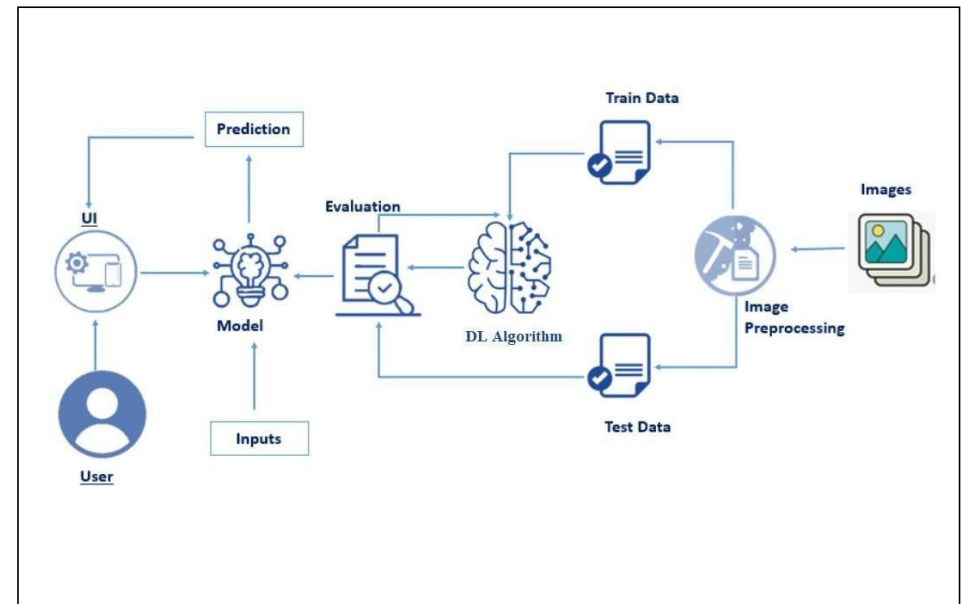 Train Data
Prediction
Images
Evaluation
UI
Image
Preprocessing
Model
DL Algorithm
Test Data
Inputs
User